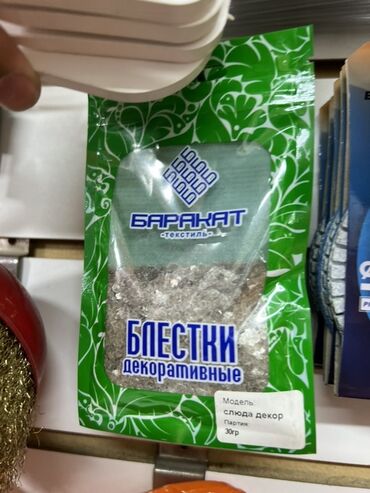 БАРАКАТ
-ТЕКСТИЛЬ-
БЛЕСТКИ
декоративные
Модель:
слюда декор
Партия:
30гр